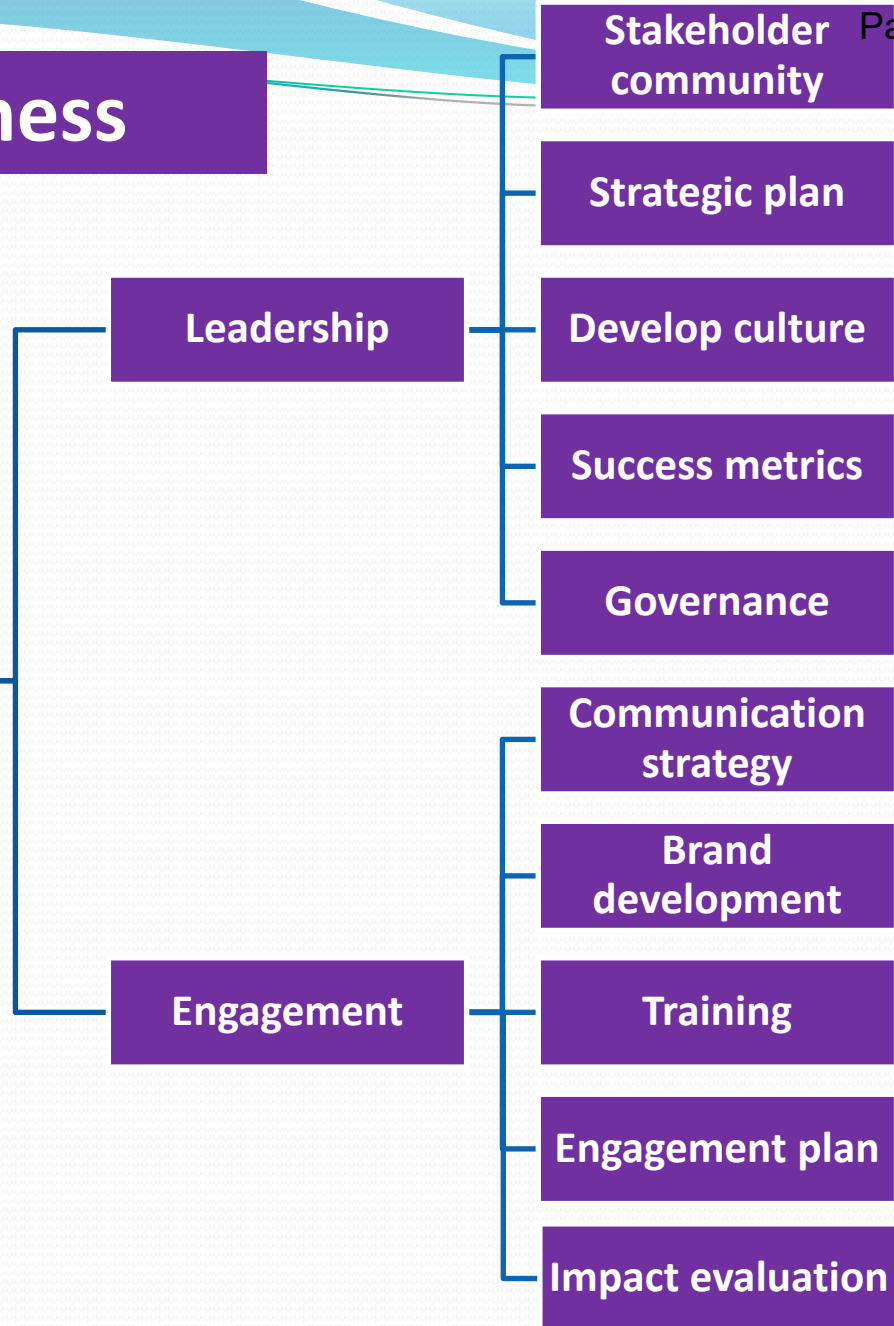 Stakeholder
community
Pa
ness
Strategic plan
Leadership
Develop culture
Success metrics
Governance
Communication
strategy
Brand
development
Engagement
Training
Engagement plan
Impact evaluation